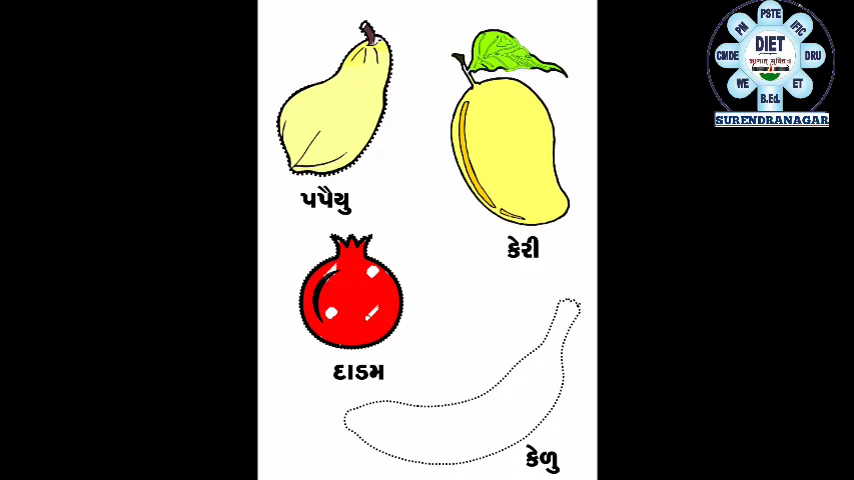 પપૈયુ
કેરી
દાડમ
કેળુ
PSTE
PM
IFIC
CMDE
DIET
DRU
WE
ET
B.Ed.
SURENDRANAGAR